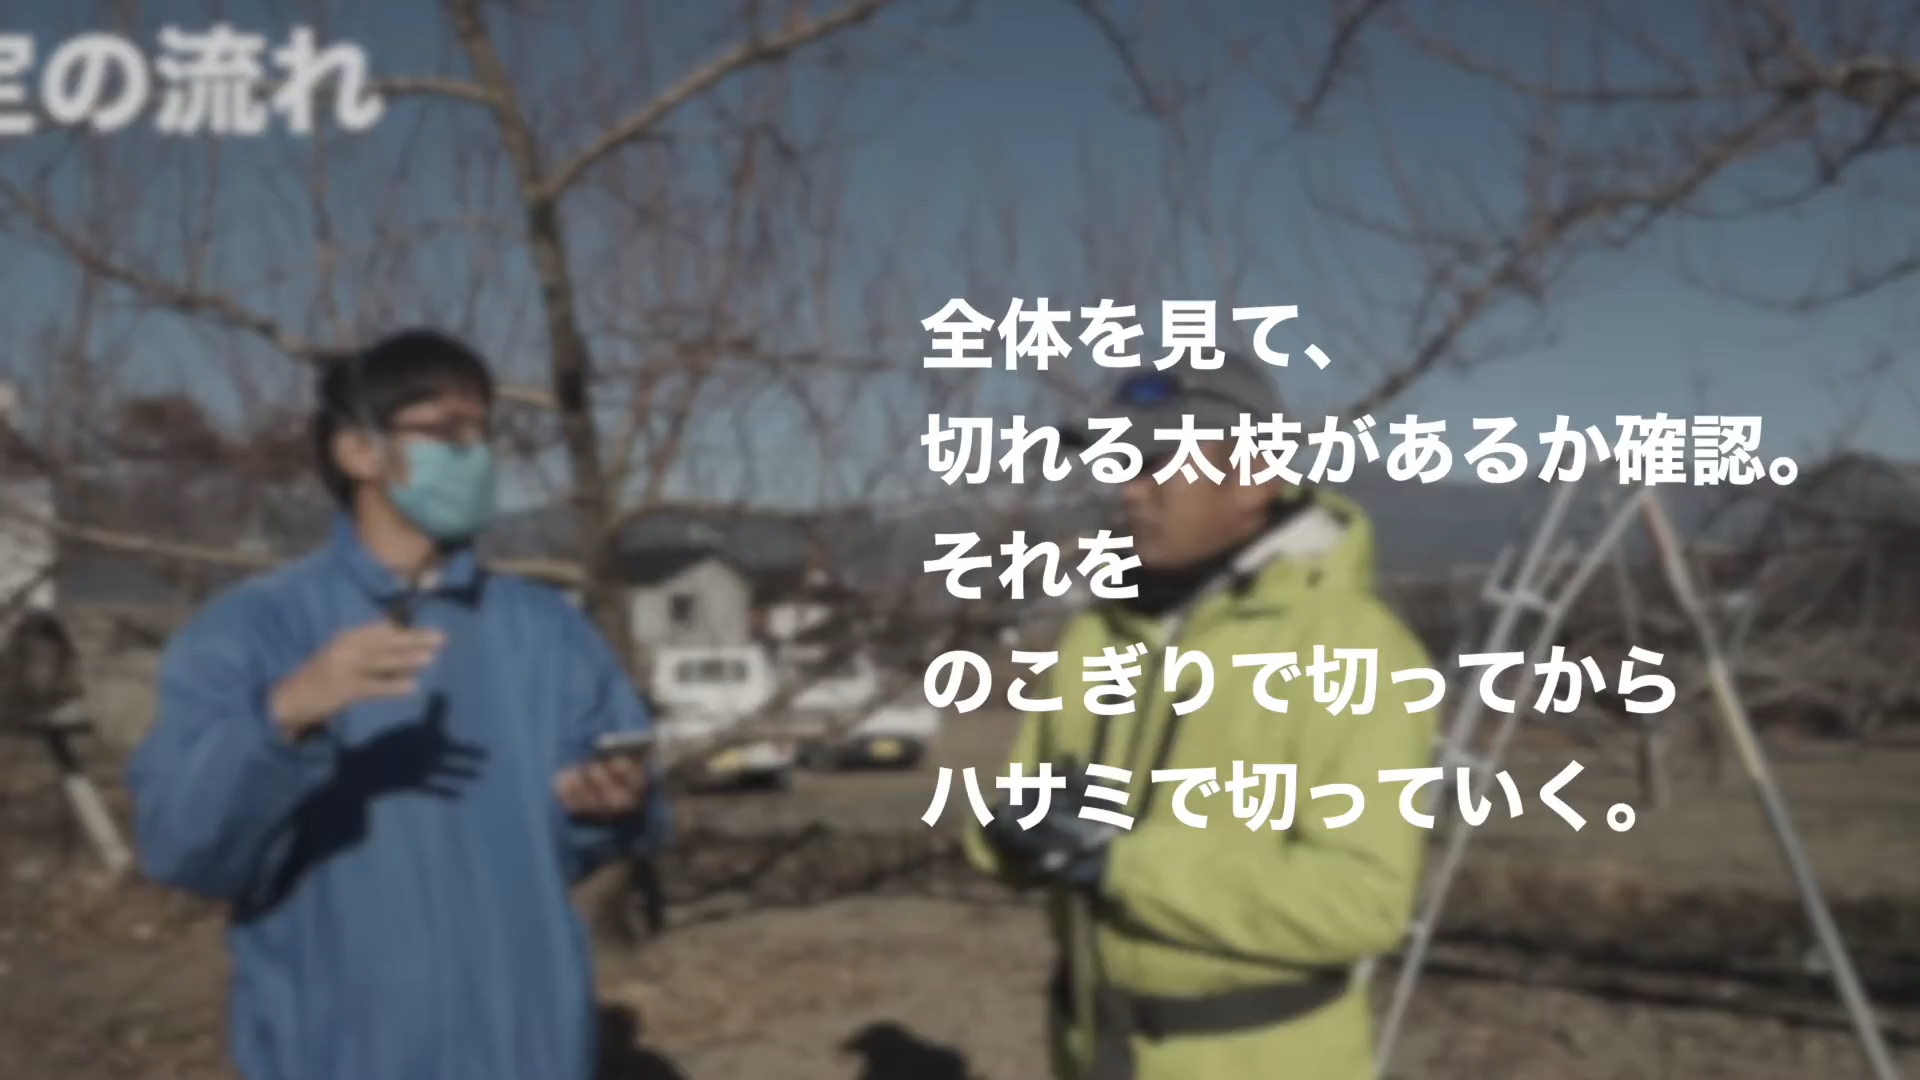 の流れ
全体を見て、
切れる太枝があるか確認。
それを
のこぎりで切ってから
ハサミで切っていく。